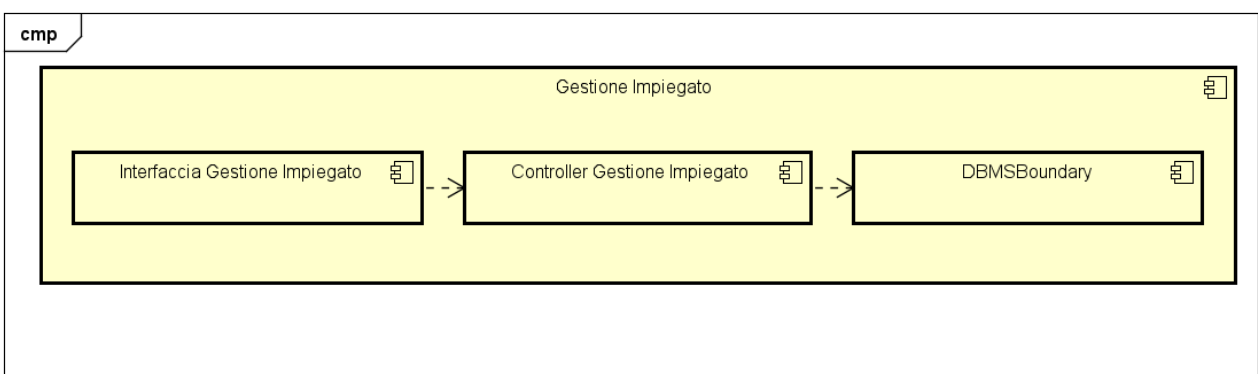 cmp
Gestione Impiegato
Interfaccia Gestione Impiegato
Controller Gestione Impiegato
DBMSBoundary